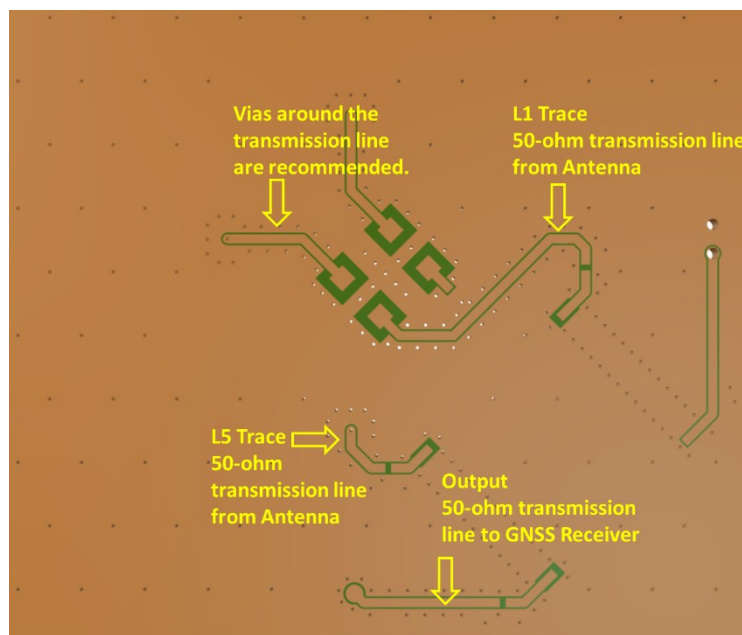 Vias around the
transmission line
are recommended.
L1 Trace
50-ohm transmission line
from Antenna
L5 Trace
50-ohm
transmission line
from Antenna
Output
50-ohm transmission
line to GNSS Receiver